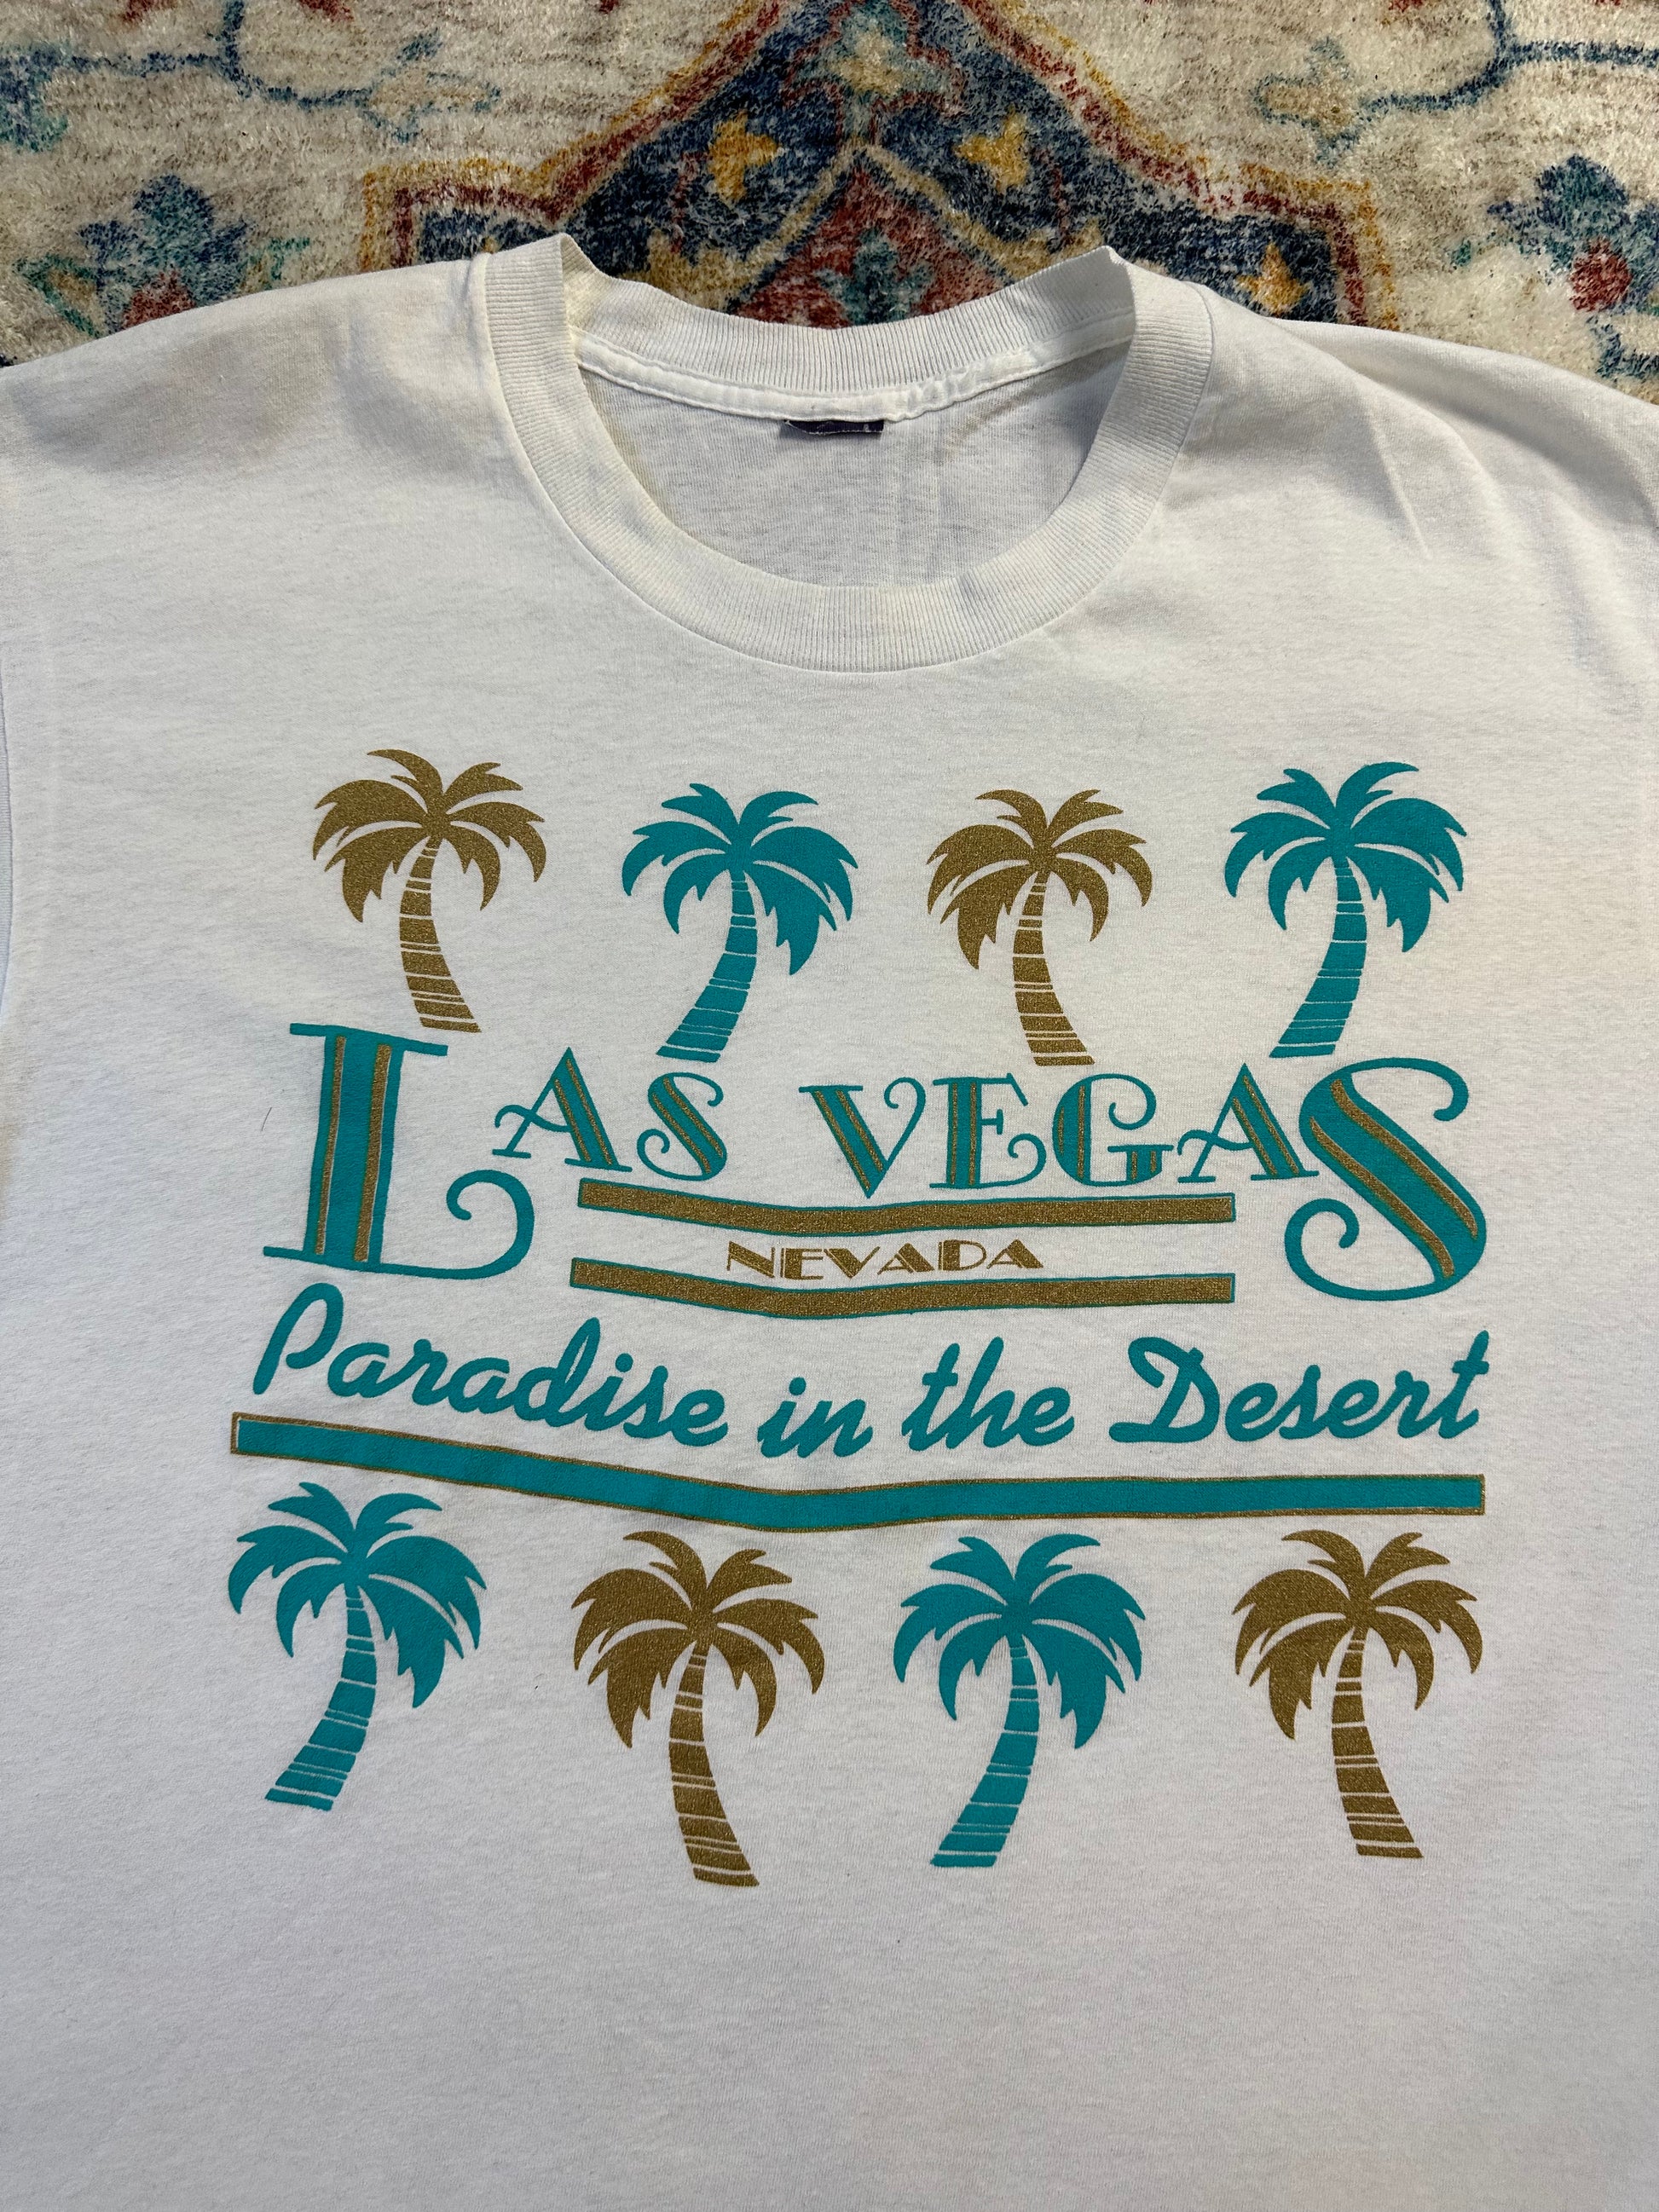 LAS VEGAS
NEVADA
Paradise in the Desert